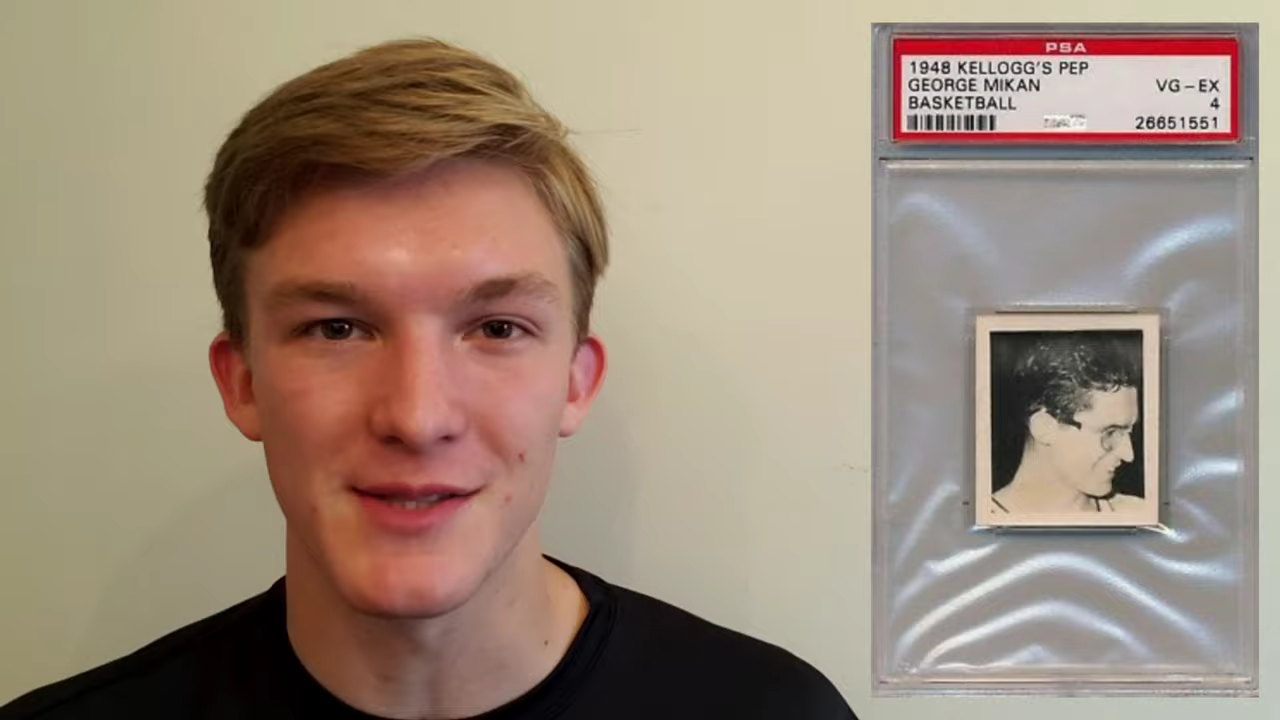 PSA
1948 KELLOGG'S PEP
GEORGE MIKAN VG-EX
BASKETBALL 4
26651551